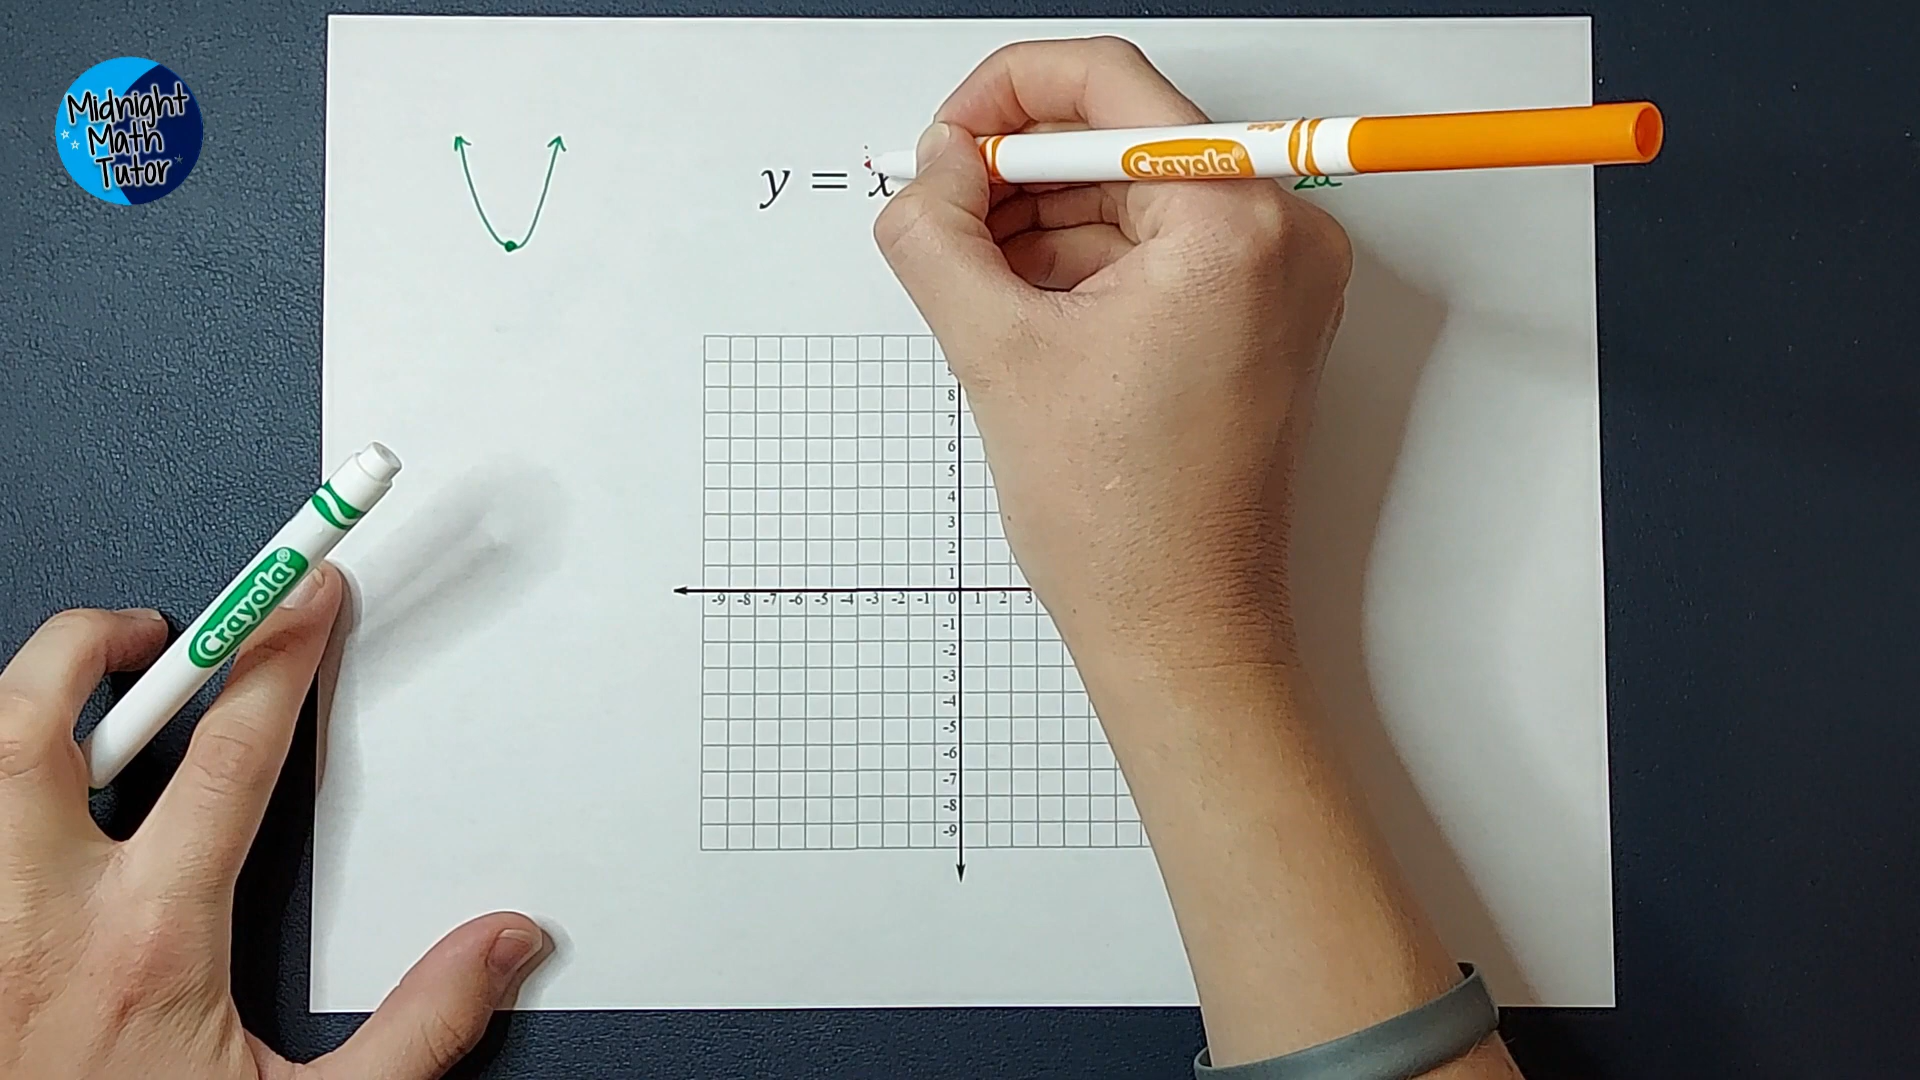 Midnight
Math
Tutor
y = x
2a
Crayola®
Crayola®
8
7
6
5
4
3
2
1
-9 -8 -7 -6 -5 -4 -3 -2 -1 0 1 2 3
-1
-2
-3
-4
-5
-6
-7
-8
-9